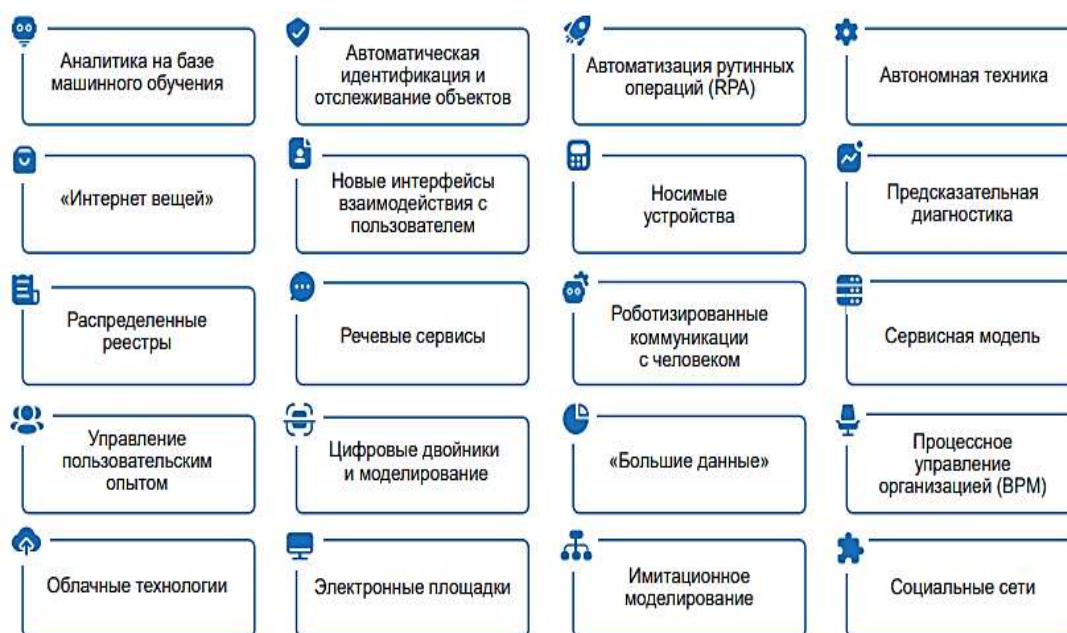 Аналитика на базе
машинного обучения
Автоматическая
идентификация и
отслеживание объектов
Автоматизация рутинных
операций (RPA)
Автономная техника
«Интернет вещей»
Новые интерфейсы
взаимодействия с
пользователем
Носимые
устройства
Предсказательная
диагностика
Распределенные
реестры
Речевые сервисы
Роботизированные
коммуникации
с человеком
Сервисная модель
Управление
пользовательским
опытом
Цифровые двойники
и моделирование
«Большие данные»
Процессное
управление
организацией (BPM)
Облачные технологии
Электронные площадки
Имитационное
моделирование
Социальные сети